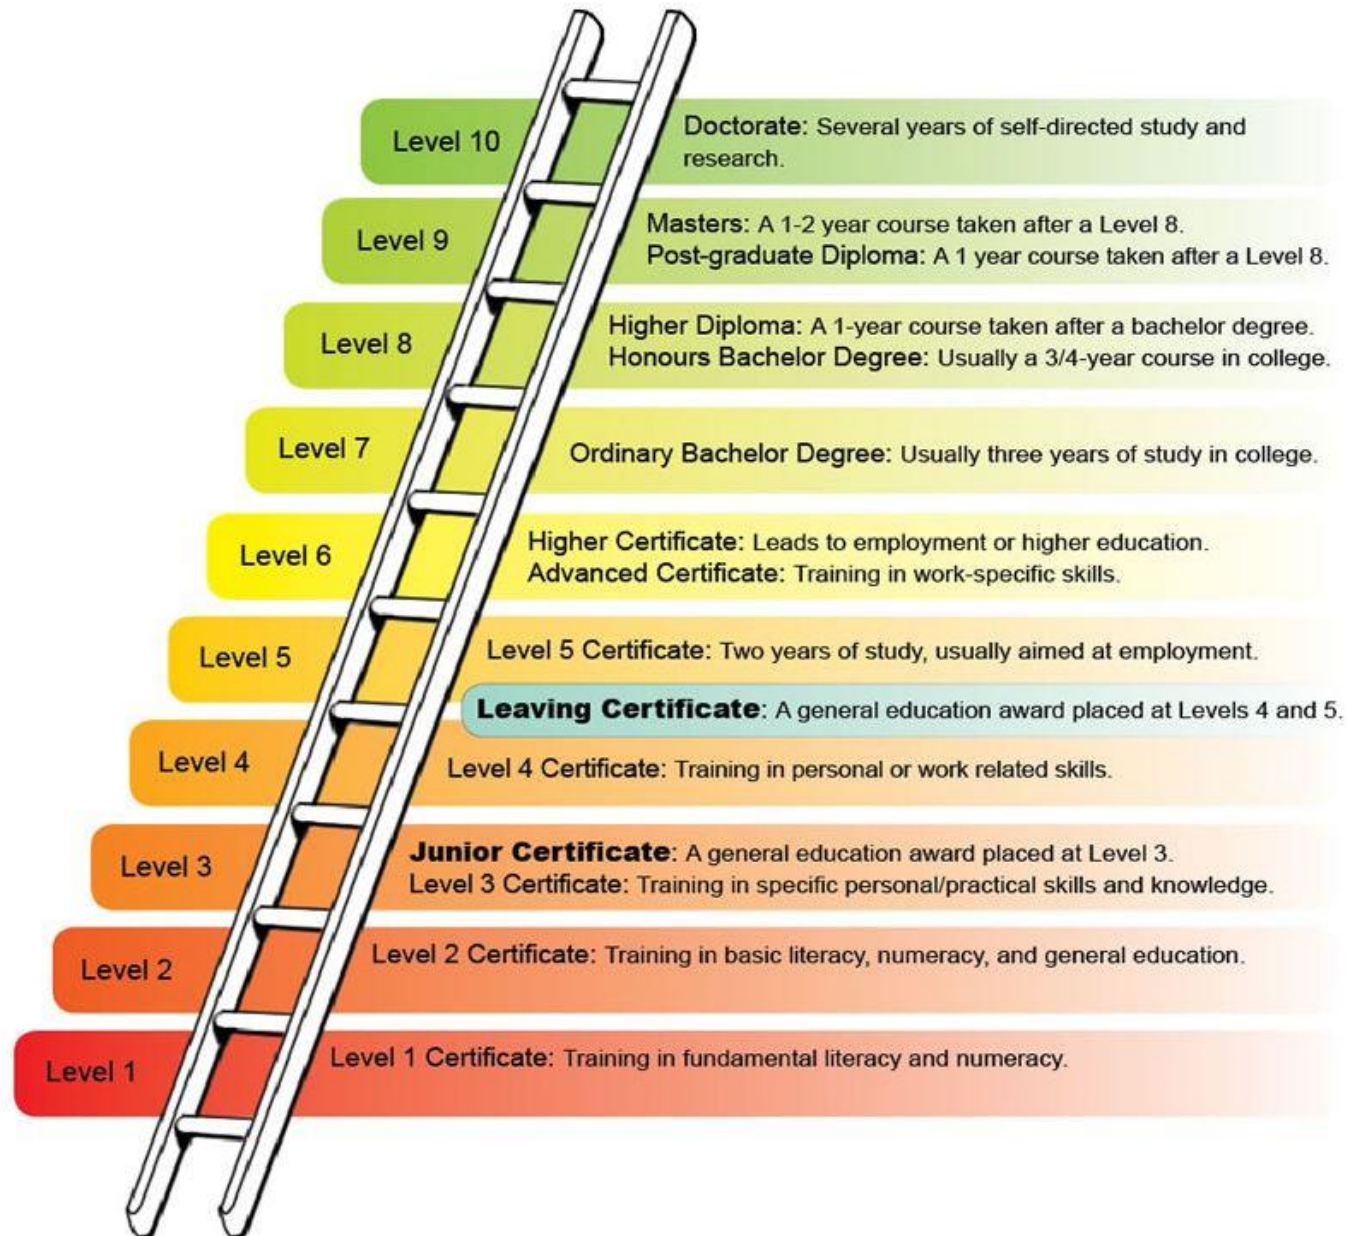 Level 10
Doctorate: Several years of self-directed study and
research.
Level 9
Masters: A 1-2 year course taken after a Level 8.
Post-graduate Diploma: A 1 year course taken after a Level 8.
Level 8
Higher Diploma: A 1-year course taken after a bachelor degree.
Honours Bachelor Degree: Usually a 3/4-year course in college.
Level 7
Ordinary Bachelor Degree: Usually three years of study in college.
Level 6
Higher Certificate: Leads to employment or higher education.
Advanced Certificate: Training in work-specific skills.
Level 5
Level 5 Certificate: Two years of study, usually aimed at employment.
Leaving Certificate: A general education award placed at Levels 4 and 5.
Level 4
Level 4 Certificate: Training in personal or work related skills.
Level 3
Junior Certificate: A general education award placed at Level 3.
Level 3 Certificate: Training in specific personal/practical skills and knowledge.
Level 2
Level 2 Certificate: Training in basic literacy, numeracy, and general education.
Level 1
Level 1 Certificate: Training in fundamental literacy and numeracy.